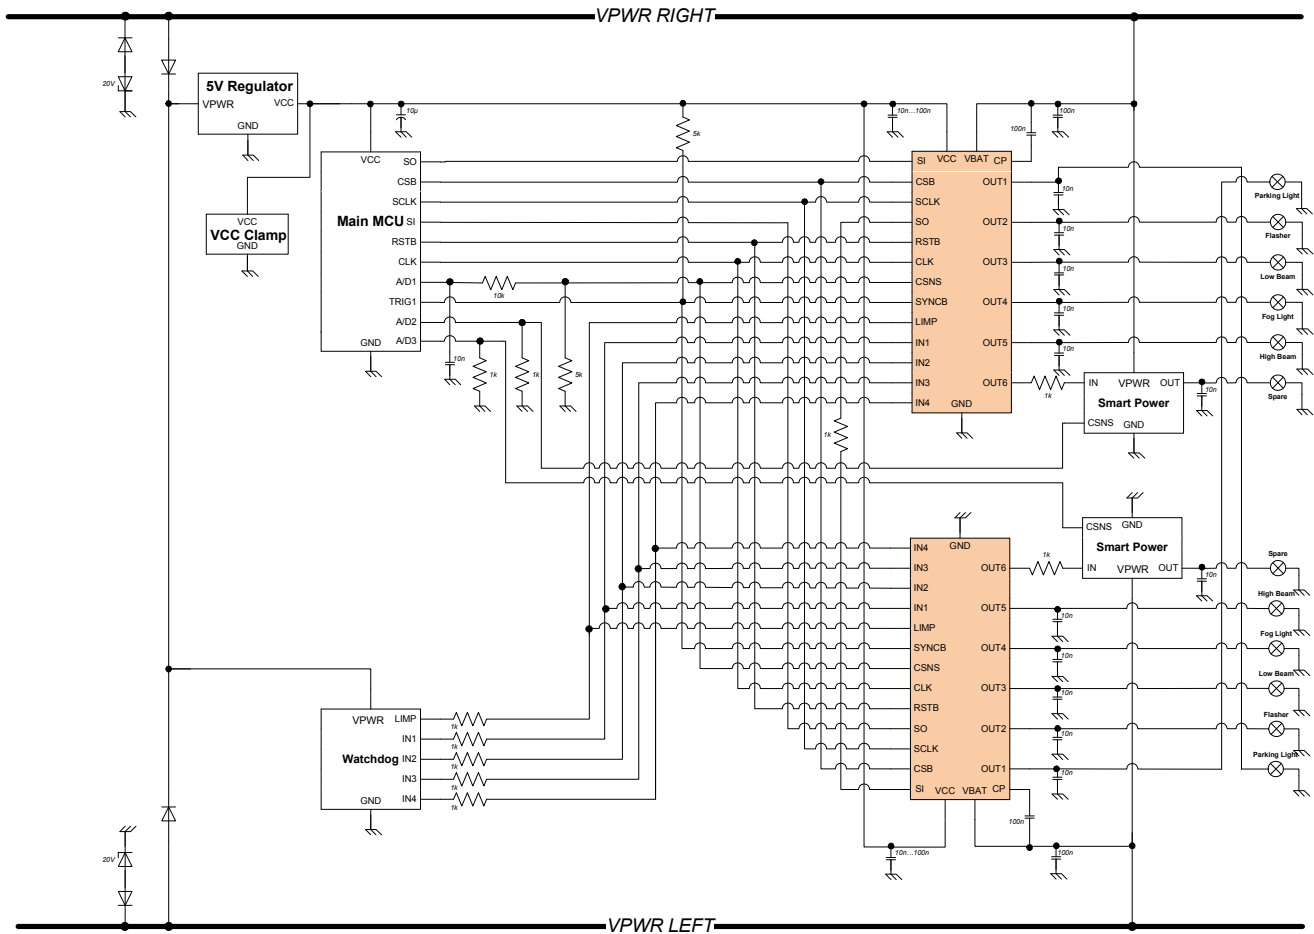 VPWR RIGHT
20V
5V Regulator
VPWR
VCC
GND
VCC
VCC Clamp
GND
10µ
5k
10n...100n
100n
100n
VCC
Main MCU
SO
CSB
SCLK
SI
RSTB
CLK
A/D1
TRIG1
A/D2
A/D3
GND
10k
10n
1k
1k
5k
1k
VCC
VBAT
CP
SI
CSB
SCLK
SO
RSTB
CLK
CSNS
SYNCB
LIMP
IN1
IN2
IN3
IN4
OUT1
OUT2
OUT3
OUT4
OUT5
OUT6
GND
10n
10n
10n
10n
10n
1k
IN
VPWR
OUT
Smart Power
CSNS
GND
10n
Parking Light
Flasher
Low Beam
Fog Light
High Beam
Spare
CSNS
GND
Smart Power
IN
VPWR
OUT
10n
1k
GND
IN4
IN3
IN2
IN1
LIMP
SYNCB
CSNS
CLK
RSTB
SO
SCLK
CSB
SI
OUT6
OUT5
OUT4
OUT3
OUT2
OUT1
VCC
VBAT
CP
10n
10n
10n
10n
10n
Spare
High Beam
Fog Light
Low Beam
Flasher
Parking Light
VPWR
Watchdog
LIMP
IN1
IN2
IN3
IN4
GND
1k
1k
1k
1k
1k
20V
10n...100n
100n
100n
VPWR LEFT